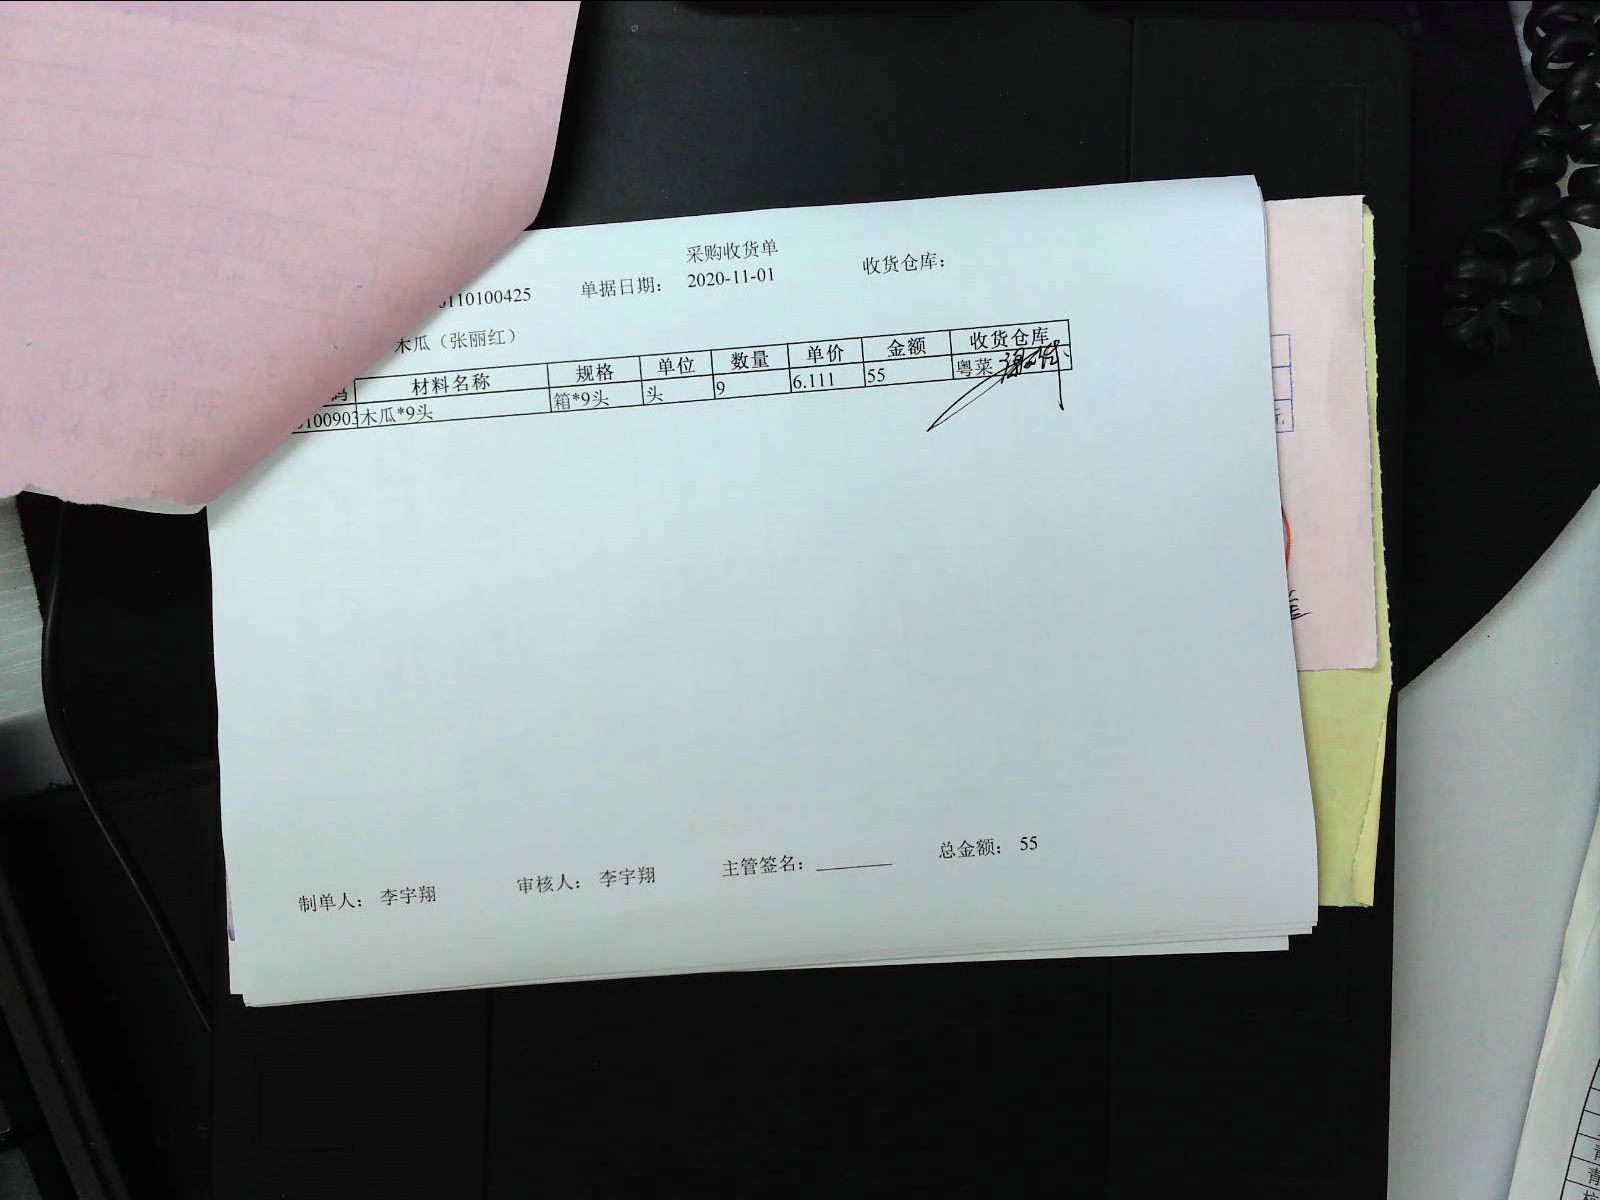 采购收货单
0110100425 单据日期： 2020-11-01 收货仓库：
木瓜（张丽红）
码 材料名称 规格 单位 数量 单价 金额 收货仓库
100903 木瓜*9头 箱*9头 头 9 6.111 55 粤菜
制单人： 李宇翔 审核人： 李宇翔 主管签名： 总金额： 55